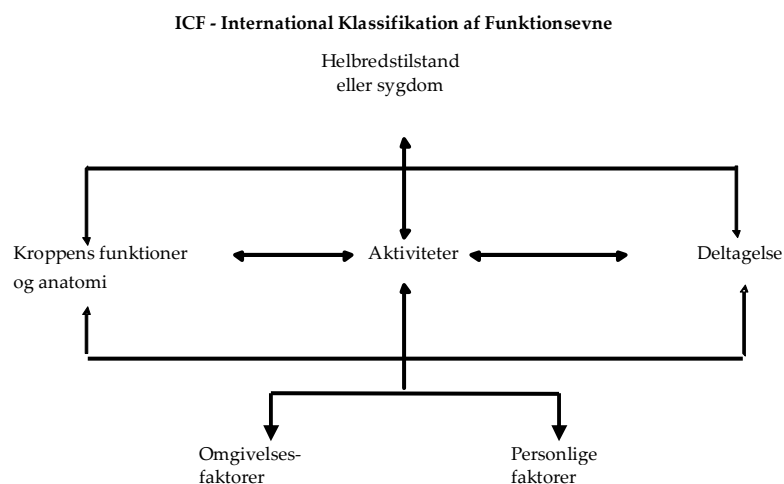 ICF - International Klassifikation af Funktionsevne
Helbredstilstand
eller sygdom
Kroppens funktioner
og anatomi
Aktiviteter
Deltagelse
Omgivelses-
faktorer
Personlige
faktorer